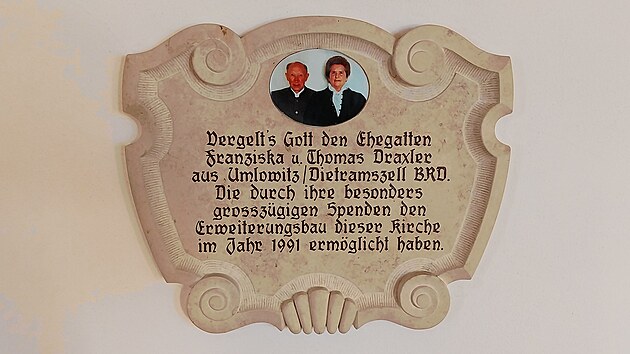 Vergelt's Gott den Ehegatten
Franziska u. Thomas Draxler
aus Umlowitz/Dietramszell BRD.
Die durch ihre besonders
grosszügigen Spenden den
Erweiterungsbau dieser Kirche
im Jahr 1991 ermöglicht haben.